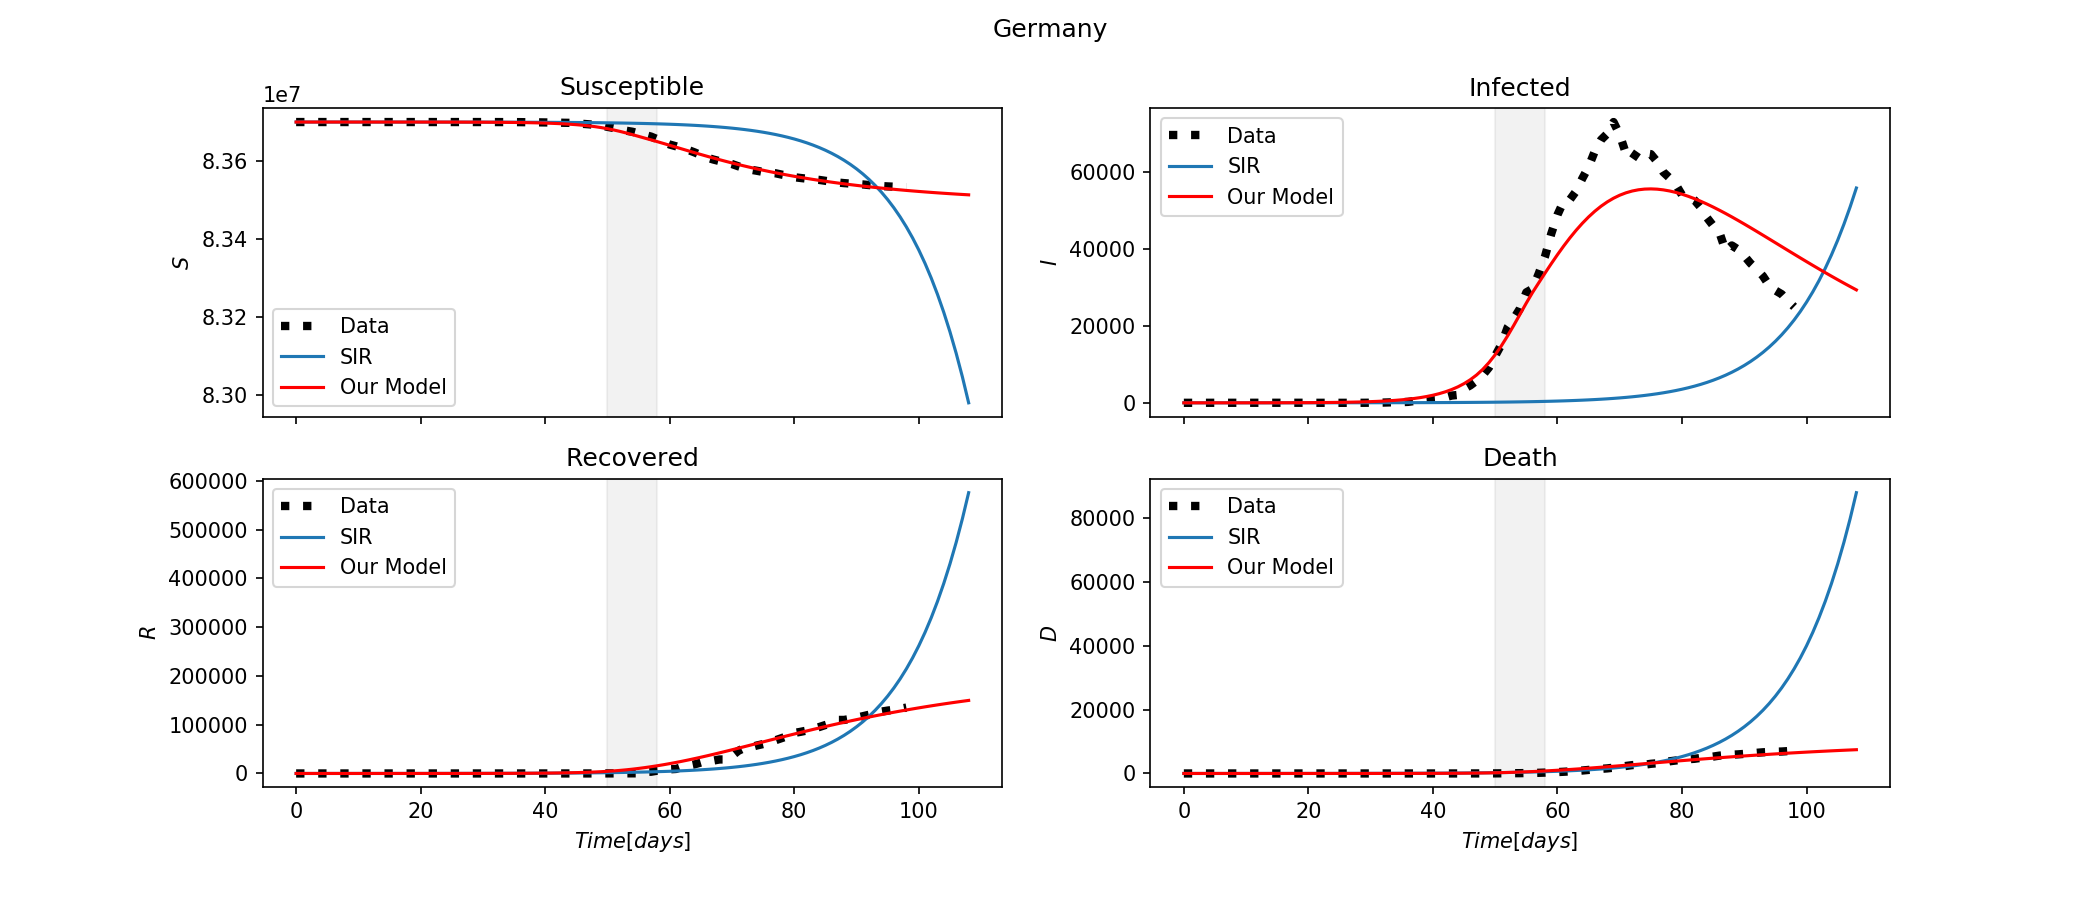 Germany
Susceptible
1e7
8.36
8.34
8.32
8.30
S
Data
SIR
Our Model
Infected
60000
40000
20000
0
I
Data
SIR
Our Model
Recovered
600000
500000
400000
300000
200000
100000
0
R
Data
SIR
Our Model
0 20 40 60 80 100
Time[days]
Death
80000
60000
40000
20000
0
D
Data
SIR
Our Model
0 20 40 60 80 100
Time[days]